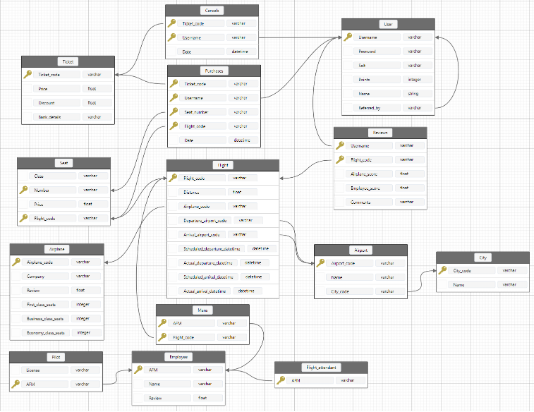 Cancels
Ticket_code varchar
Username varchar
Date datetime
User
Username varchar
Password varchar
varchar
Points integer
Name string
Referred_by varchar
Ticket
Ticket_code varchar
Price float
Discount float
Bank_details varchar
Purchases
Ticket_code varchar
Username varchar
Seat_number varchar
Flight_code varchar
Date datetime
Reviews
Username varchar
Flight_code varchar
Airplane_score float
Employee_score float
Comments varchar
Seat
Class varchar
Number varchar
Price float
Flight_code varchar
Flight
Flight_code varchar
Distance float
Airplane_code varchar
Departure_airport_code varchar
Arrival_airport_code varchar
Scheduled_departure_datetime datetime
Actual_departure_datetime datetime
Scheduled_arrival_datetime datetime
Actual_arrival_datetime datetime
Airplane
Airplane_code varchar
Company varchar
Review float
First_class_seats integer
Business_class_seats integer
Economy_class_seats integer
Airport_code varchar
Name varchar
City_code varchar
City
City_code varchar
Name varchar
Mans
AFM varchar
Flight_code varchar
Pilot
License varchar
AFM varchar
Employee
AFM varchar
Name varchar
Review float
Flight_attendant
AFM varchar